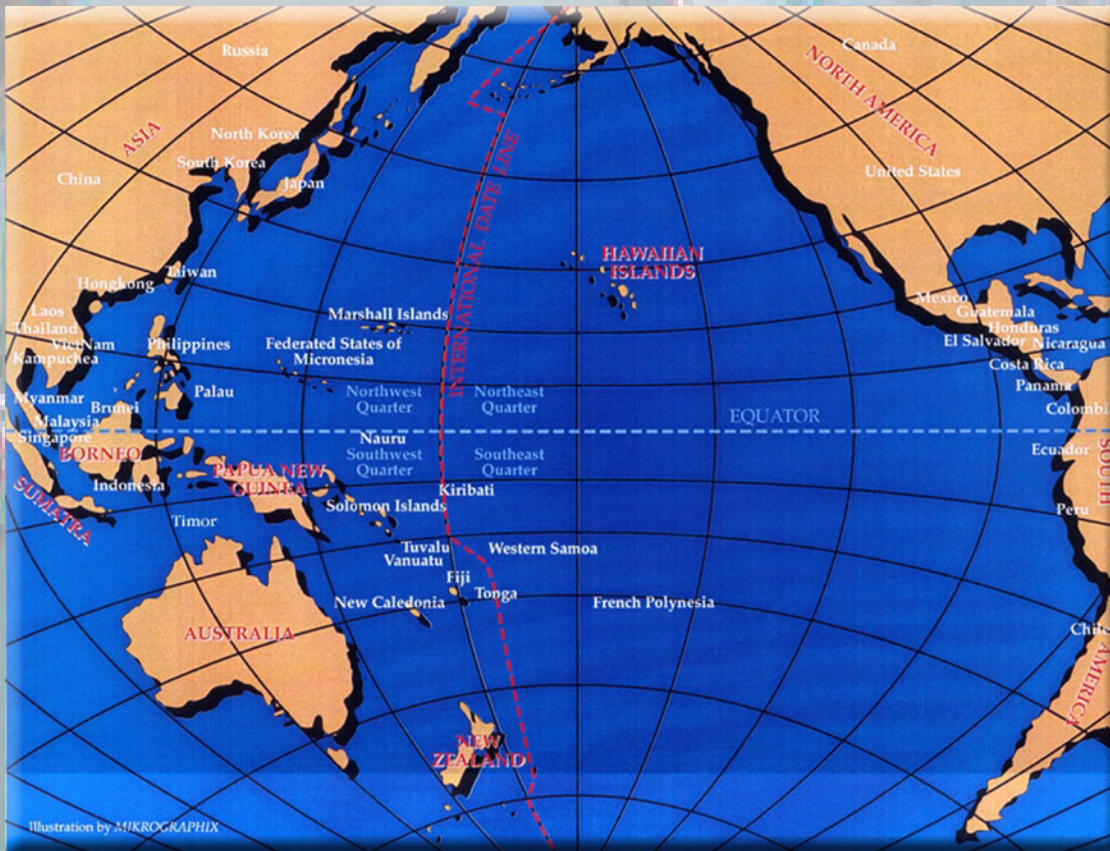 Russia
Canada
NORTH AMERICA
ASIA
North Korea
South Korea
China
Japan
United States
INTERNATIONAL DATE LINE
HAWAIIAN
ISLANDS
Taiwan
Hongkong
Mexico
Laos
Marshall Islands
Guatemala
Thailand
Honduras
VietNam
Philippines
Federated States of
Micronesia
El Salvador
Nicaragua
Kampuchea
Costa Rica
Palau
Northwest
Quarter
Northeast
Quarter
Panama
Myanmar
Brunei
Colombi
Malaysia
EQUATOR
Singapore
Nauru
BORNEO
Southwest
Quarter
Southeast
Quarter
Ecuador
PAPUA NEW
GUINEA
SOUTH
Indonesia
Kiribati
SUMATRA
Solomon Islands
Peru
Timor
Tuvalu
Western Samoa
Vanuatu
Fiji
Tonga
New Caledonia
French Polynesia
AUSTRALIA
Chile
AMERICA
NEW
ZEALAND
Illustration by MIKROGRAPHIX